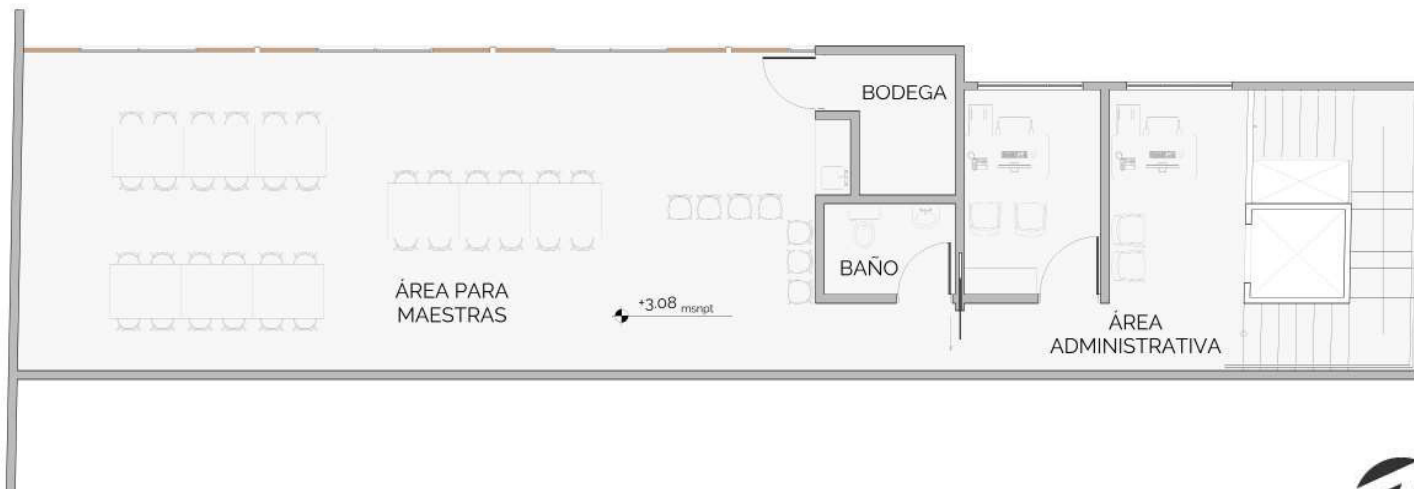 BODEGA
BAÑO
ÁREA PARA
MAESTRAS
+3.08 msnpt
ÁREA
ADMINISTRATIVA